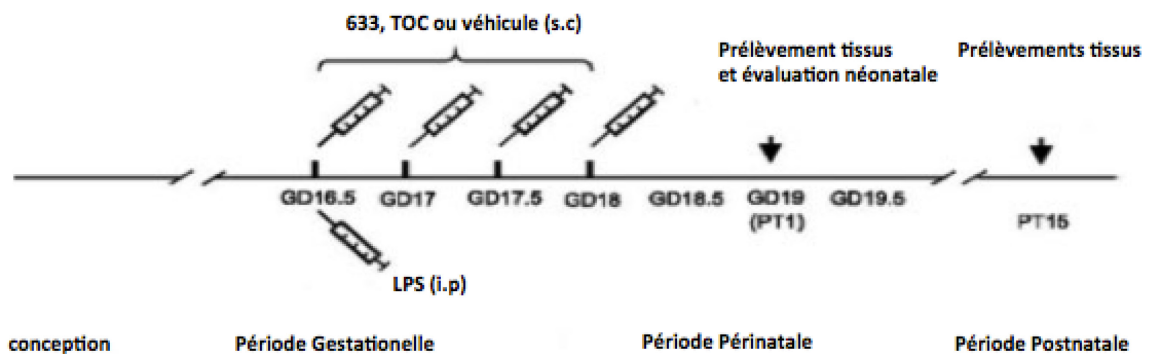 633, TOC ou véhicule (s.c)
Prélèvement tissus
et évaluation néonatale
Prélèvements tissus
GD16.5
GD17
GD17.5
GD18
GD18.5
GD19
(PT1)
GD19.5
PT15
LPS (i.p)
conception
Période Gestationelle
Période Périnatale
Période Postnatale